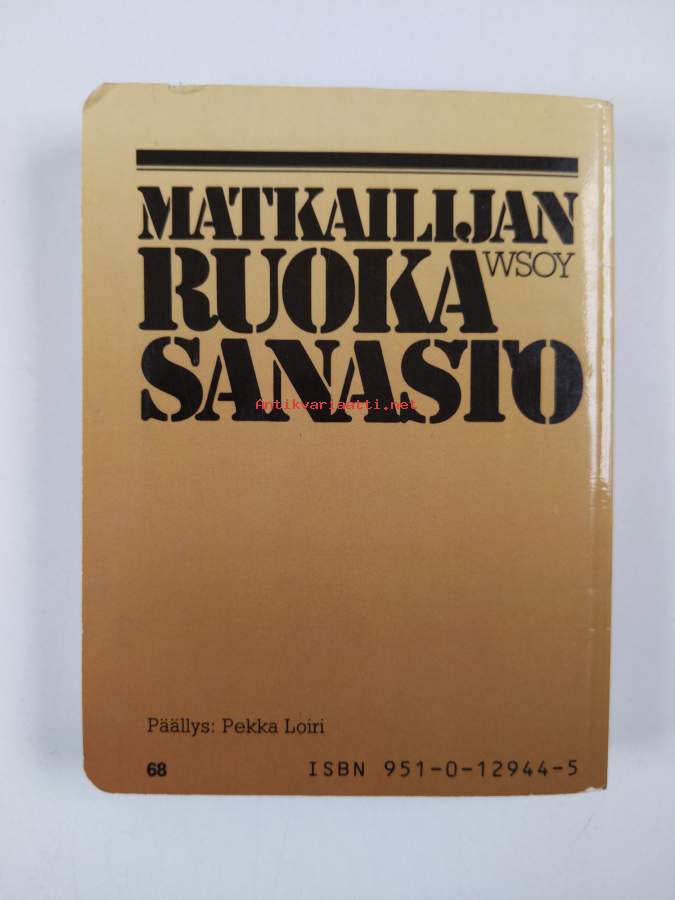 MATKAILIJAN
RUOKA WSOY
SANASTO
Antikvariaatti.net
Päällys: Pekka Loiri
68 ISBN 951-0-12944-5